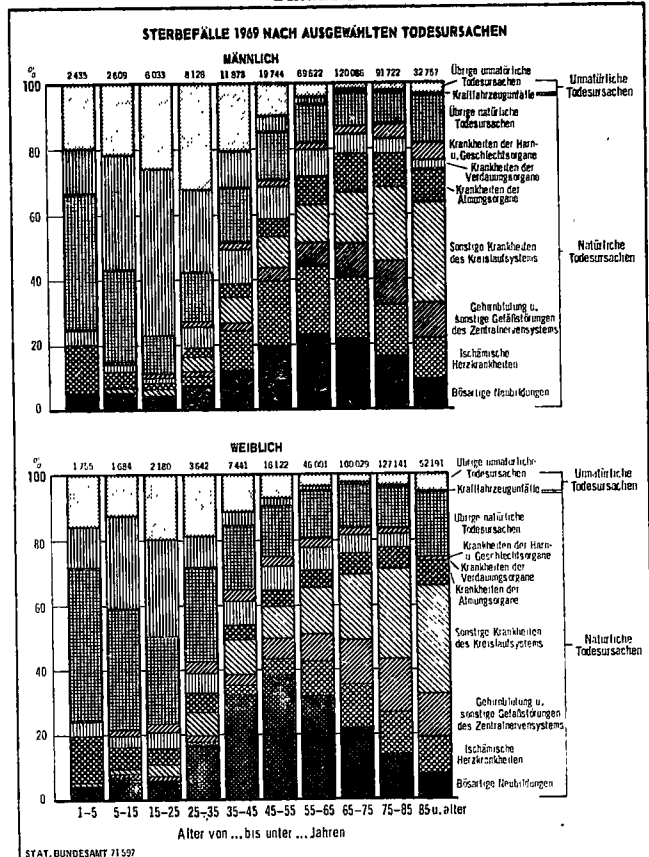 STERBEFÄLLE 1969 NACH AUSGEWÄHLTEN TODESURSACHEN
MÄNNLICH
%
2 435 2 609 6 033 8 128 11 873 19 744 69 622 120 086 91 722 32 757
100
80
60
40
20
0
Übrige unnatürliche
Todesursachen
Kraftfahrzeugunfälle
Unnatürliche
Todesursachen
Übrige natürliche
Todesursachen
Krankheiten der Harn-
u. Geschlechtsorgane
Krankheiten der
Verdauungsorgane
Krankheiten der
Atmungsorgane
Sonstige Krankheiten
des Kreislaufsystems
Natürliche
Todesursachen
Gehirnblutung u.
sonstige Gefäßstörungen
des Zentralnervensystems
Ischämische
Herzkrankheiten
Bösartige Neubildungen
WEIBLICH
%
1 755 1 684 2 180 3 642 7 441 16 122 46 001 100 029 127 141 52 191
100
80
60
40
20
0
Übrige unnatürliche
Todesursachen
Kraftfahrzeugunfälle
Unnatürliche
Todesursachen
Übrige natürliche
Todesursachen
Krankheiten der Harn-
u. Geschlechtsorgane
Krankheiten der
Verdauungsorgane
Krankheiten der
Atmungsorgane
Sonstige Krankheiten
des Kreislaufsystems
Natürliche
Todesursachen
Gehirnblutung u.
sonstige Gefäßstörungen
des Zentralnervensystems
Ischämische
Herzkrankheiten
Bösartige Neubildungen
1-5 5-15 15-25 25-35 35-45 45-55 55-65 65-75 75-85 85 u. älter
Alter von ... bis unter ... Jahren
STAT. BUNDESAMT 71 597